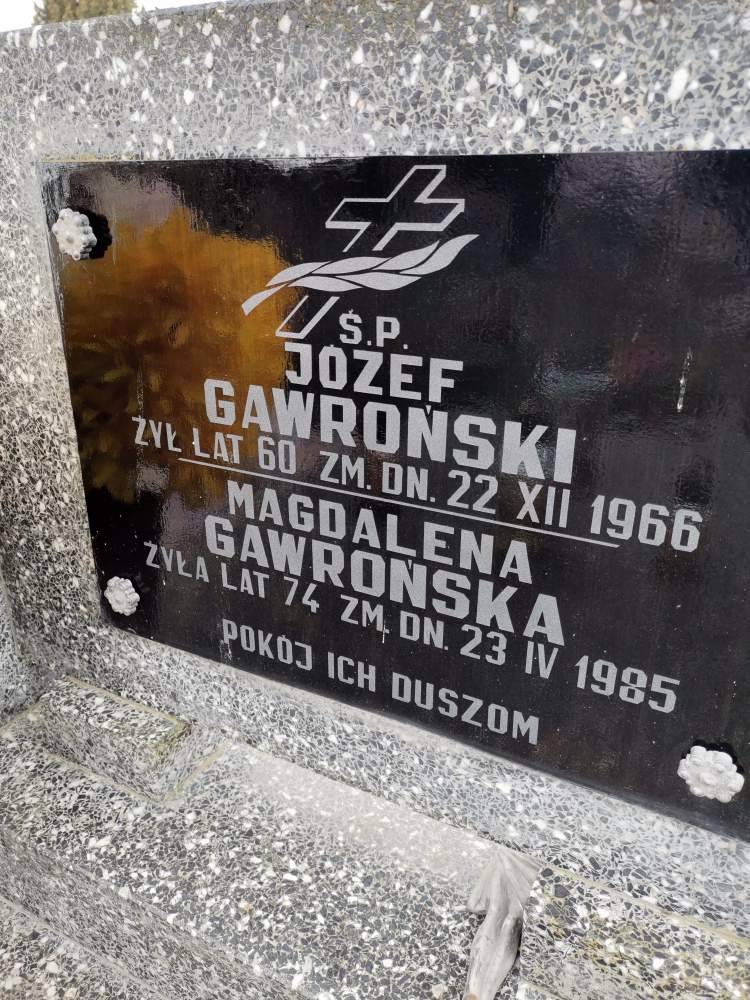 Ś.P.
JÓZEF
GAWROŃSKI
ŻYŁ LAT 60 ZM. DN. 22 XII 1966
MAGDALENA
GAWROŃSKA
ŻYŁA LAT 74 ZM. DN. 23 IV 1985
POKÓJ ICH DUSZOM